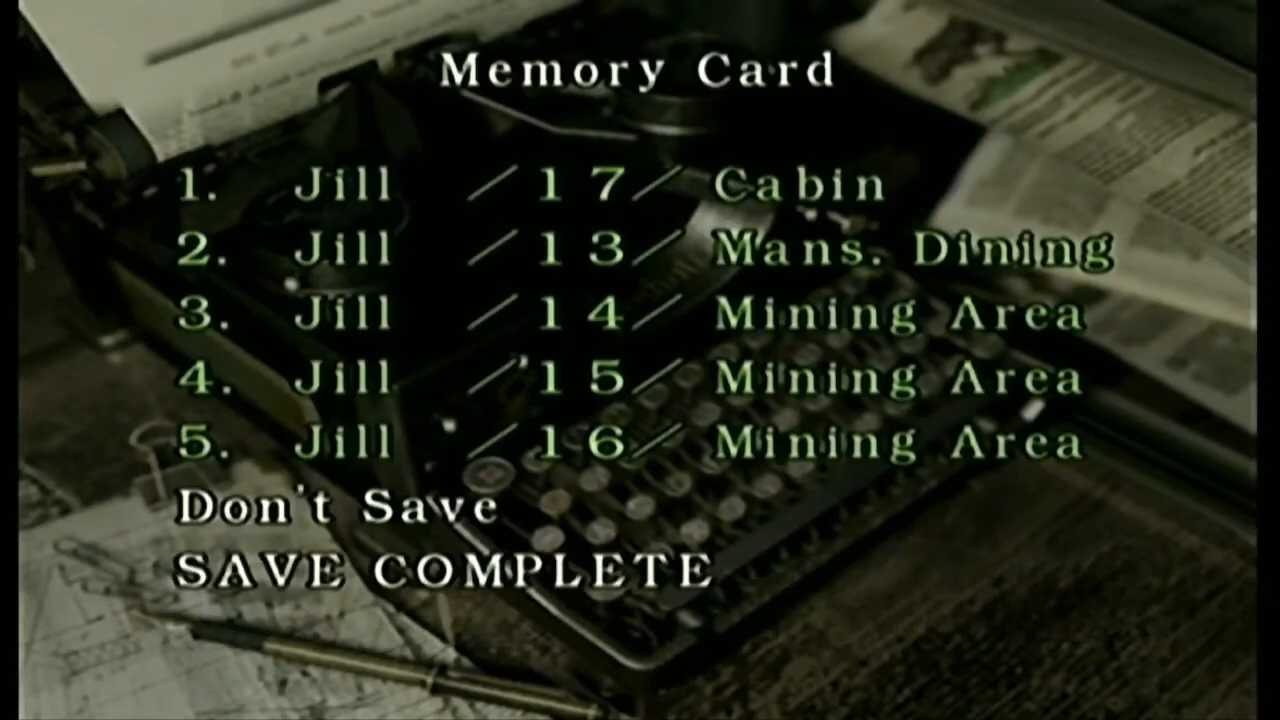 Memory Card
1. Jill /17/ Cabin
2. Jill /13/ Mans. Dining
3. Jill /14/ Mining Area
4. Jill /15/ Mining Area
5. Jill /16/ Mining Area
Don't Save
SAVE COMPLETE